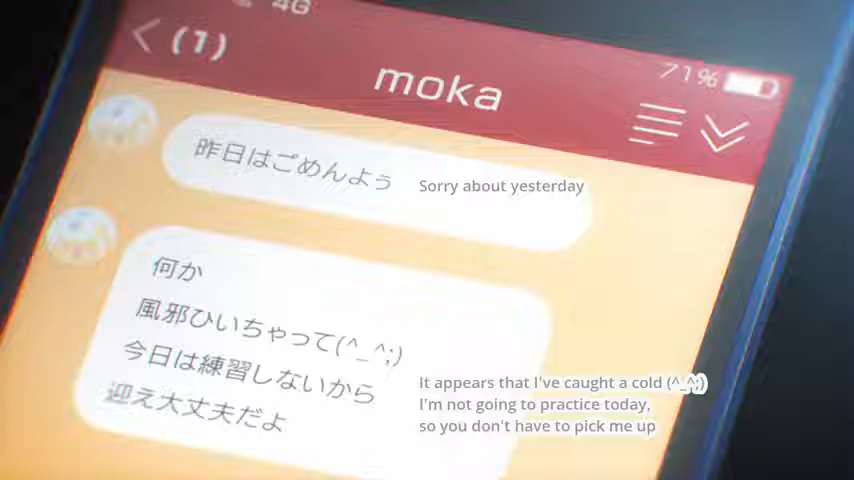 4G
(1)
moka
71%
昨日はごめんよぅ
Sorry about yesterday
何か
風邪ひいちゃって(^_^;)
今日は練習しないから
迎え大丈夫だよ
It appears that I've caught a cold (^_^;)
I'm not going to practice today,
so you don't have to pick me up